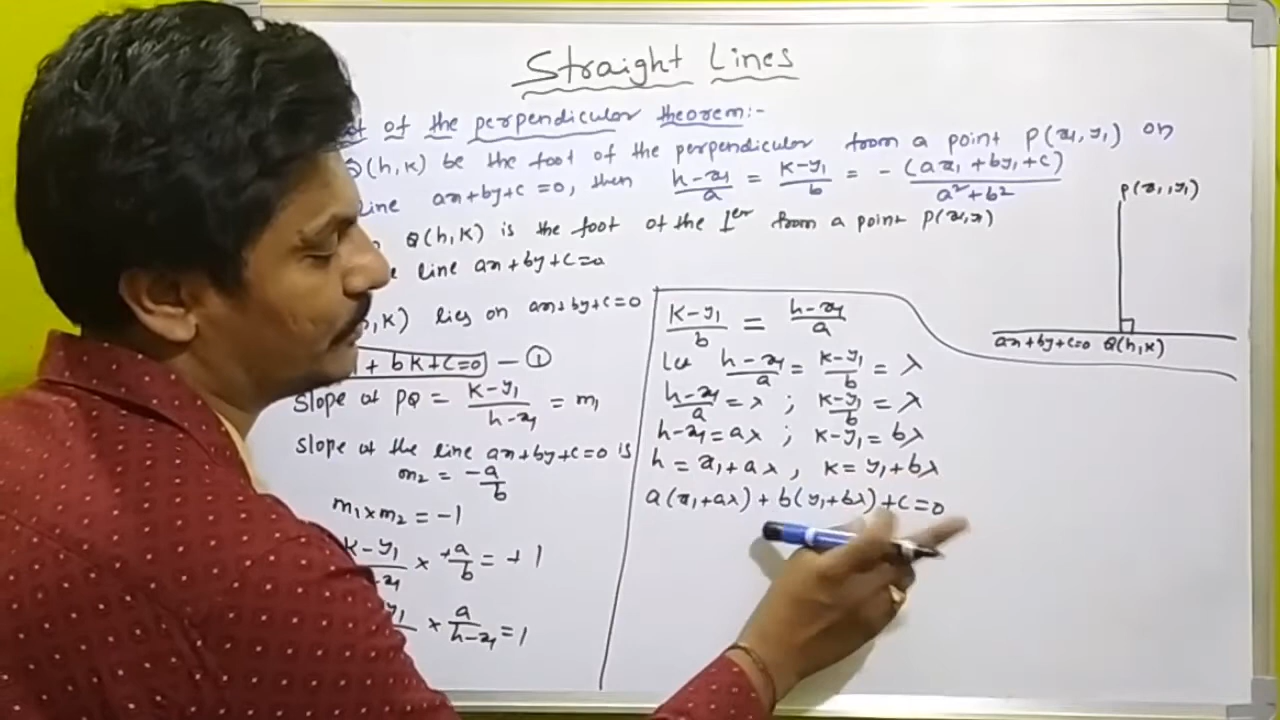 Straight Lines
of the perpendicular theorem:-
Q(h,k) be the foot of the perpendicular from a point P(x₁,y₁) on
line ax+by+c=0, then (h-x₁)/a = (k-y₁)/b = -(ax₁+by₁+c)/(a²+b²)
Q(h,k) is the foot of the ⊥er from a point P(x₁,y₁)
line ax+by+c=0
,k) lies on ax+by+c=0
+ bk+c=0 — ①
Slope of PQ = (k-y₁)/(h-x₁) = m₁
Slope of the line ax+by+c=0 is
m₂ = -a/b
m₁×m₂ = -1
k-y₁/-x₁ × +a/b = +1
y₁ × a/(h-x₁) = 1
(k-y₁)/b = (h-x₁)/a
Let (h-x₁)/a = (k-y₁)/b = λ
(h-x₁)/a = λ ; (k-y₁)/b = λ
h-x₁ = aλ ; k-y₁ = bλ
h = x₁+aλ, k = y₁+bλ
a(x₁+aλ) + b(y₁+bλ) + c = 0
P(x₁,y₁)
ax+by+c=0 Q(h,k)